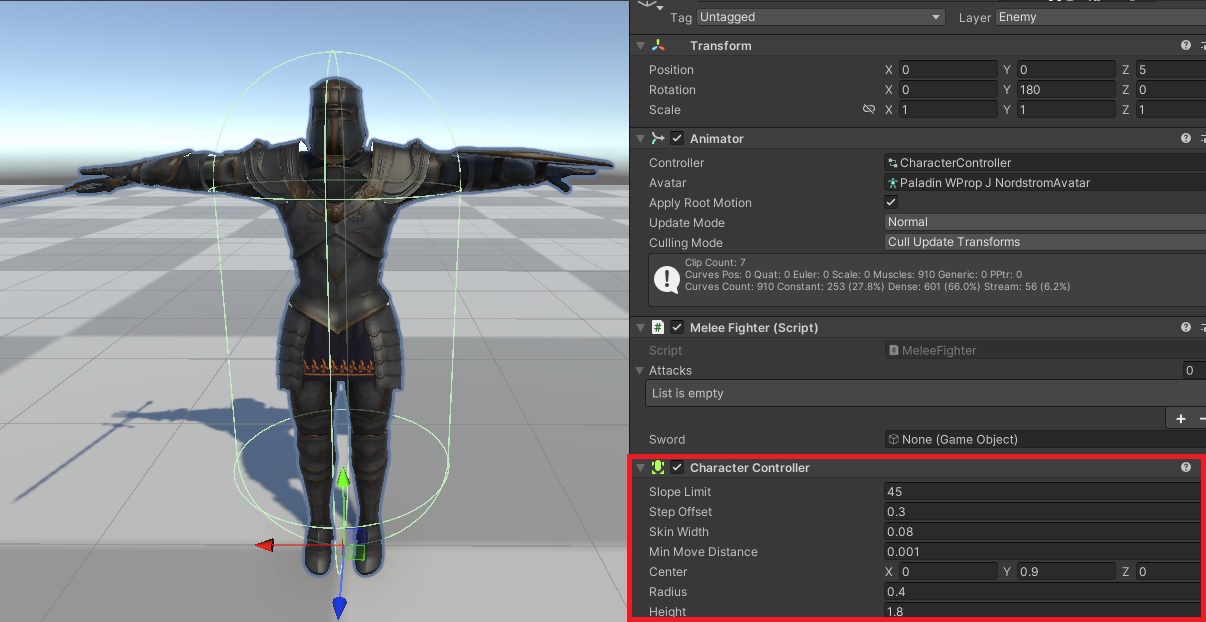 Tag Untagged Layer Enemy
Transform
Position X 0 Y 0 Z 5
Rotation X 0 Y 180 Z 0
Scale X 1 Y 1 Z 1
Animator
Controller CharacterController
Avatar Paladin WProp J NordstromAvatar
Apply Root Motion
Update Mode Normal
Culling Mode Cull Update Transforms
Clip Count: 7
Curves Pos: 0 Quat: 0 Euler: 0 Scale: 0 Muscles: 910 Generic: 0 PPtr: 0
Curves Count: 910 Constant: 253 (27.8%) Dense: 601 (66.0%) Stream: 56 (6.2%)
# Melee Fighter (Script)
Script # MeleeFighter
Attacks 0
List is empty
+ −
Sword None (Game Object)
Character Controller
Slope Limit 45
Step Offset 0.3
Skin Width 0.08
Min Move Distance 0.001
Center X 0 Y 0.9 Z 0
Radius 0.4
Height 1.8